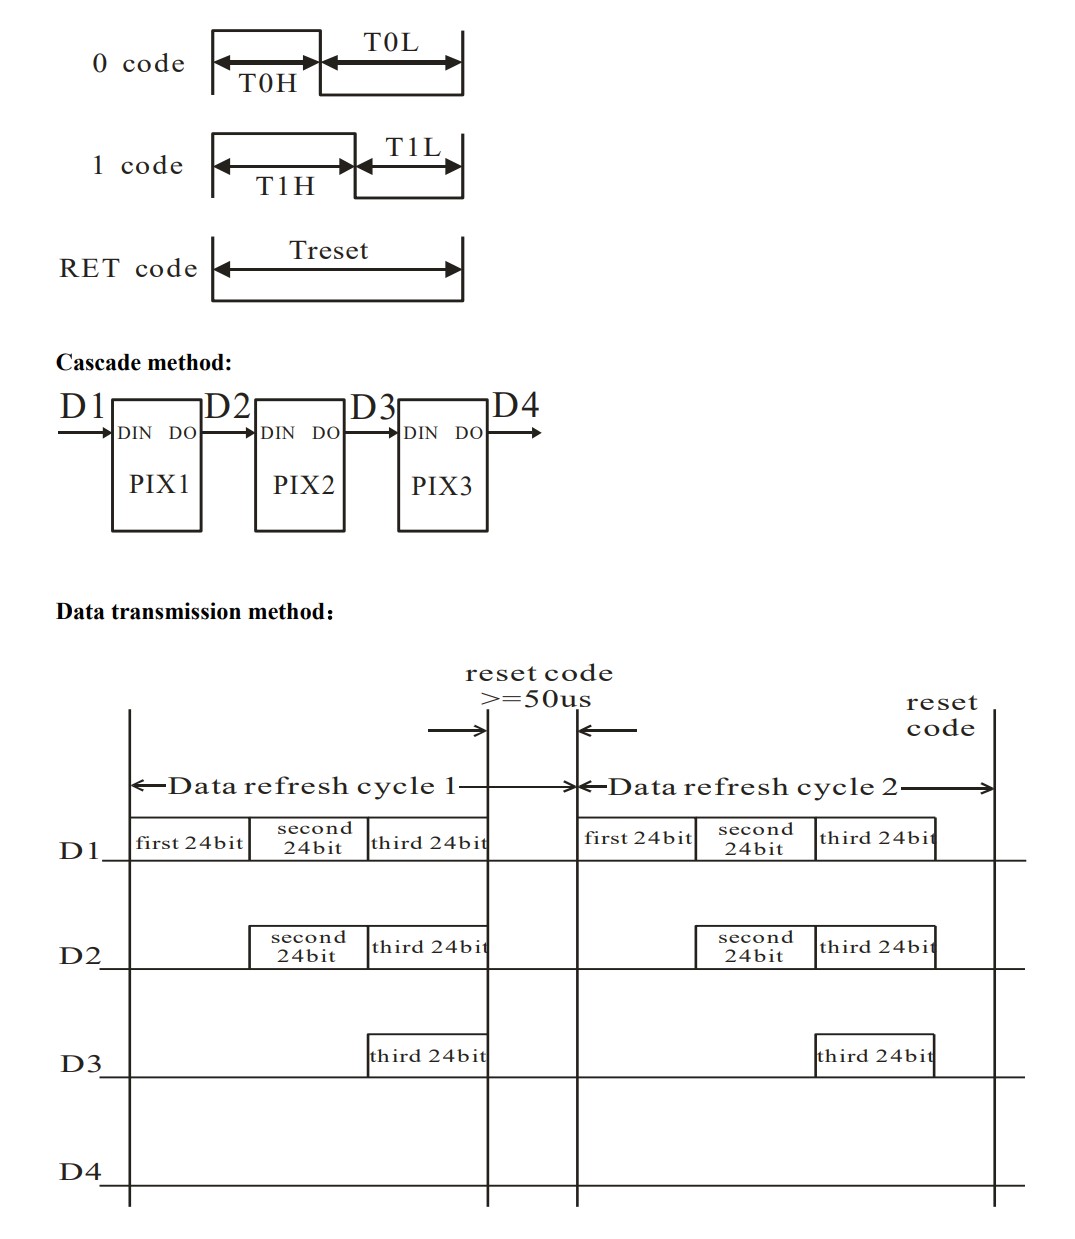 0 code
T0H
T0L
1 code
T1H
T1L
RET code
Treset
Cascade method:
D1
DIN DO
PIX1
D2
DIN DO
PIX2
D3
DIN DO
PIX3
D4
Data transmission method：
reset code
>=50us
reset
code
Data refresh cycle 1
Data refresh cycle 2
D1
first 24bit
second
24bit
third 24bit
first 24bit
second
24bit
third 24bit
D2
second
24bit
third 24bit
second
24bit
third 24bit
D3
third 24bit
third 24bit
D4